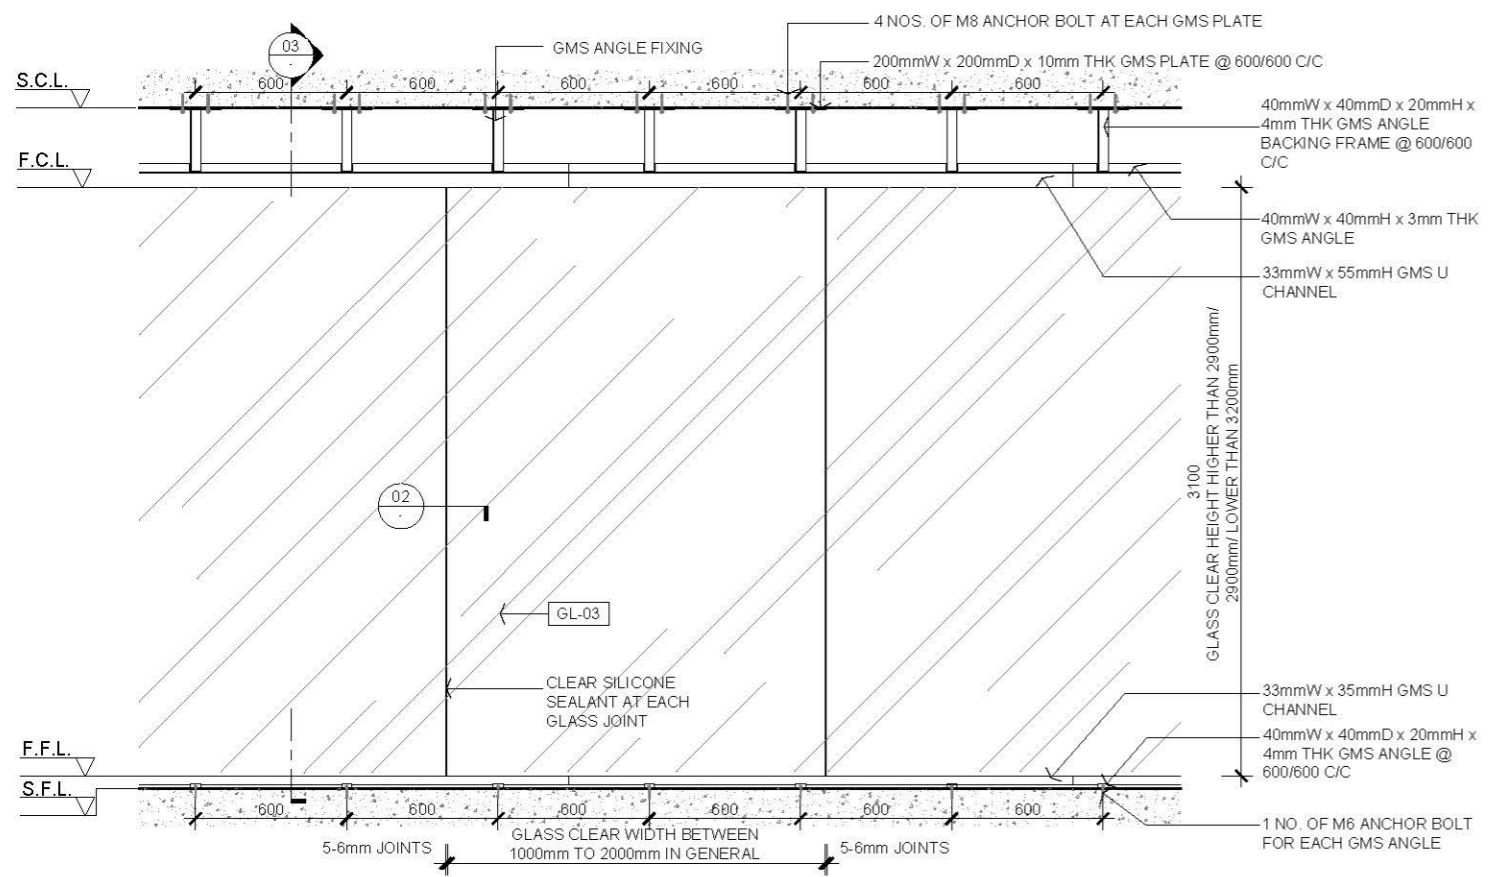 4 NOS. OF M8 ANCHOR BOLT AT EACH GMS PLATE
03
GMS ANGLE FIXING
200mmW x 200mmD x 10mm THK GMS PLATE @ 600/600 C/C
S.C.L.
600
600
600
600
600
600
40mmW x 40mmD x 20mmH x
4mm THK GMS ANGLE
BACKING FRAME @ 600/600
C/C
F.C.L.
40mmW x 40mmH x 3mm THK
GMS ANGLE
33mmW x 55mmH GMS U
CHANNEL
3100
GLASS CLEAR HEIGHT HIGHER THAN 2900mm/
2900mm/ LOWER THAN 3200mm
02
GL-03
CLEAR SILICONE
SEALANT AT EACH
GLASS JOINT
33mmW x 35mmH GMS U
CHANNEL
40mmW x 40mmD x 20mmH x
4mm THK GMS ANGLE @
600/600 C/C
F.F.L.
S.F.L.
600
600
600
600
600
600
1 NO. OF M6 ANCHOR BOLT
FOR EACH GMS ANGLE
5-6mm JOINTS
GLASS CLEAR WIDTH BETWEEN
1000mm TO 2000mm IN GENERAL
5-6mm JOINTS